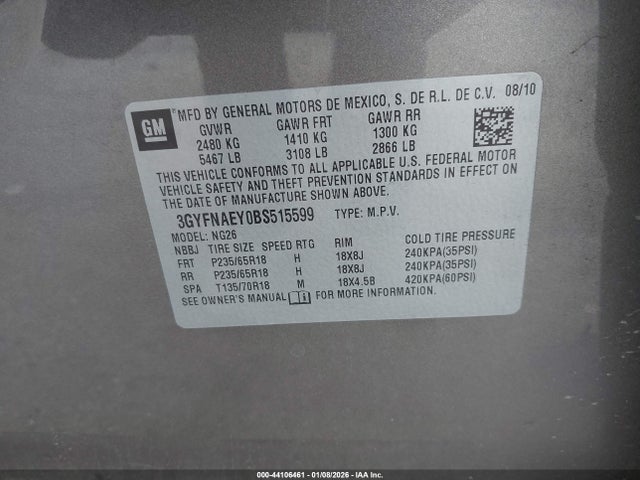 GM
MFD BY GENERAL MOTORS DE MEXICO, S. DE R.L. DE C.V. 08/10
GVWR GAWR FRT GAWR RR
2480 KG 1410 KG 1300 KG
5467 LB 3108 LB 2866 LB
THIS VEHICLE CONFORMS TO ALL APPLICABLE U.S. FEDERAL MOTOR
VEHICLE SAFETY AND THEFT PREVENTION STANDARDS IN EFFECT ON
THE DATE OF MANUFACTURE SHOWN ABOVE.
3GYFNAEY0BS515599 TYPE: M.P.V.
MODEL: NG26
NBBJ TIRE SIZE SPEED RTG RIM COLD TIRE PRESSURE
FRT P235/65R18 H 18X8J 240KPA(35PSI)
RR P235/65R18 H 18X8J 240KPA(35PSI)
SPA T135/70R18 M 18X4.5B 420KPA(60PSI)
SEE OWNER'S MANUAL FOR MORE INFORMATION.
000-44106461 | 01/08/2026 | IAA Inc.